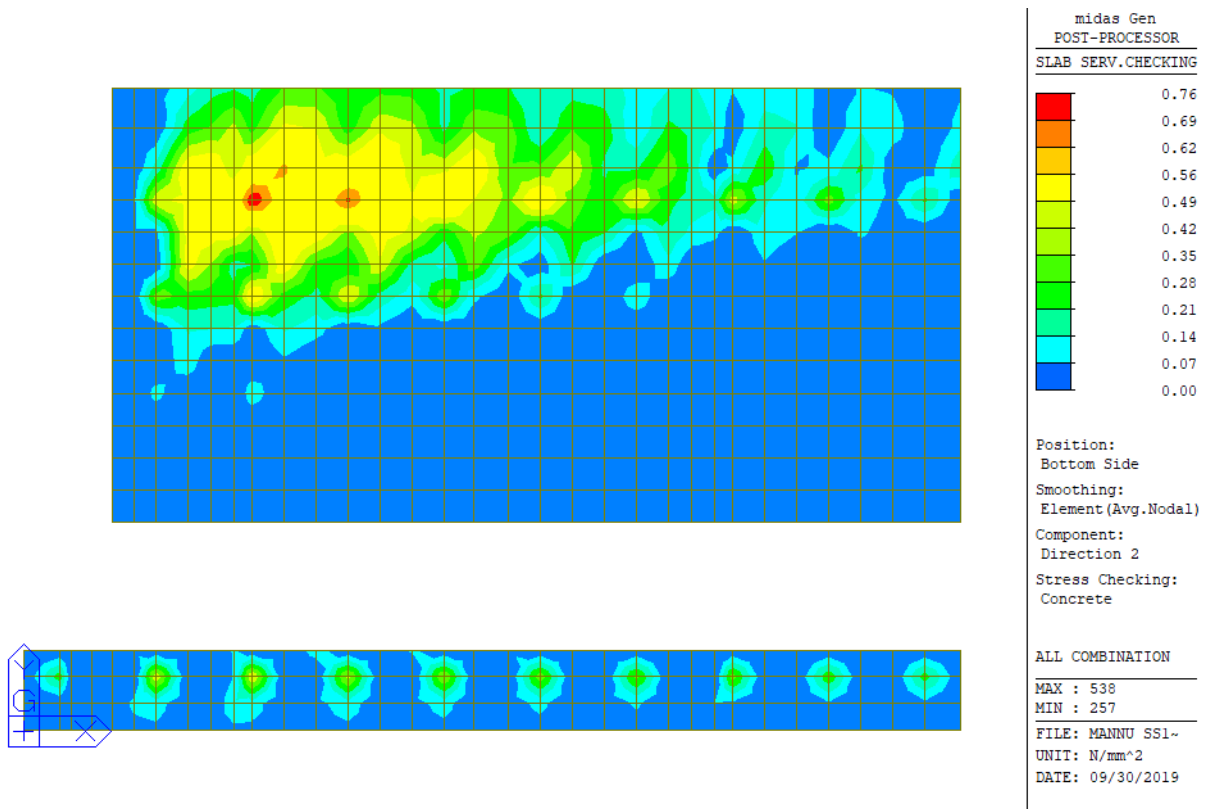 midas Gen
POST-PROCESSOR
SLAB SERV.CHECKING
0.76
0.69
0.62
0.56
0.49
0.42
0.35
0.28
0.21
0.14
0.07
0.00
Position:
Bottom Side
Smoothing:
Element(Avg.Nodal)
Component:
Direction 2
Stress Checking:
Concrete
ALL COMBINATION
MAX : 538
MIN : 257
FILE: MANNU SS1~
UNIT: N/mm^2
DATE: 09/30/2019
Y
G
X